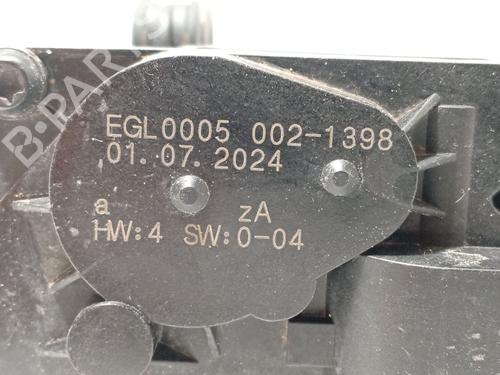 B-PARTS
EGL0005 002-1398
01.07.2024
a zA
HW:4 SW:0-04